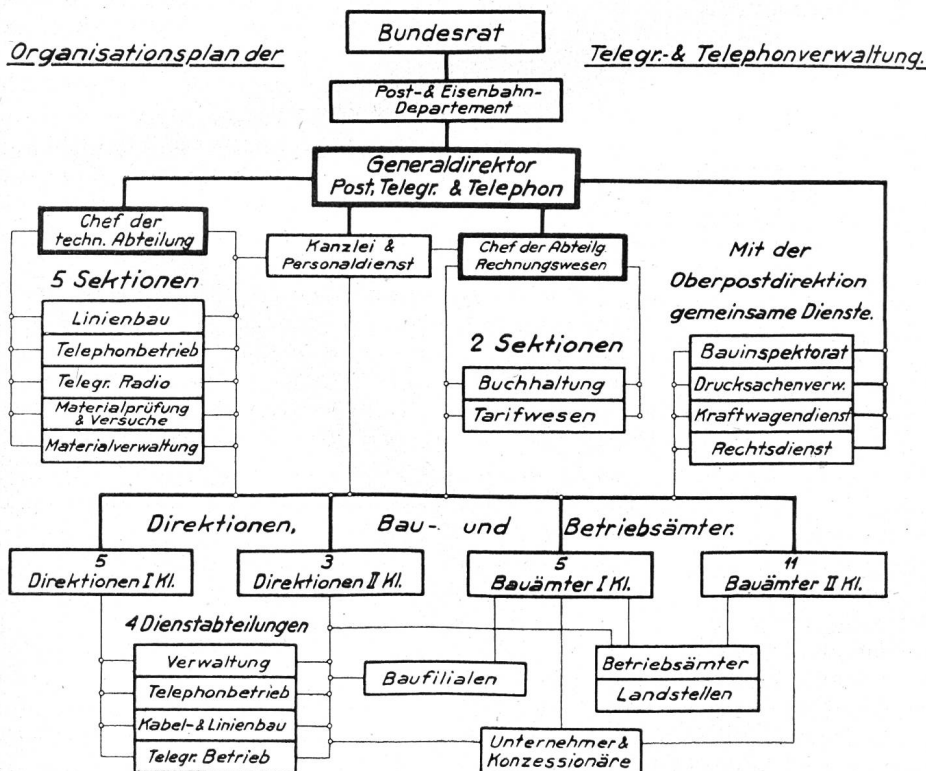 Organisationsplan der
Bundesrat
Telegr.- & Telephonverwaltung.
Post- & Eisenbahn-
Departement
Generaldirektor
Post, Telegr. & Telephon
Chef der
techn. Abteilung
Kanzlei &
Personaldienst
Chef der Abteilg.
Rechnungswesen
Mit der
Oberpostdirektion
gemeinsame Dienste.
5 Sektionen
Linienbau
Telephonbetrieb
Telegr. Radio
Materialprüfung
& Versuche
Materialverwaltung
2 Sektionen
Buchhaltung
Tarifwesen
Bauinspektorat
Drucksachenverw.
Kraftwagendienst
Rechtsdienst
Direktionen, Bau- und Betriebsämter.
5
Direktionen I Kl.
3
Direktionen II Kl.
5
Bauämter I Kl.
11
Bauämter II Kl.
4 Dienstabteilungen
Verwaltung
Telephonbetrieb
Kabel- & Linienbau
Telegr. Betrieb
Baufilialen
Betriebsämter
Landstellen
Unternehmer &
Konzessionäre